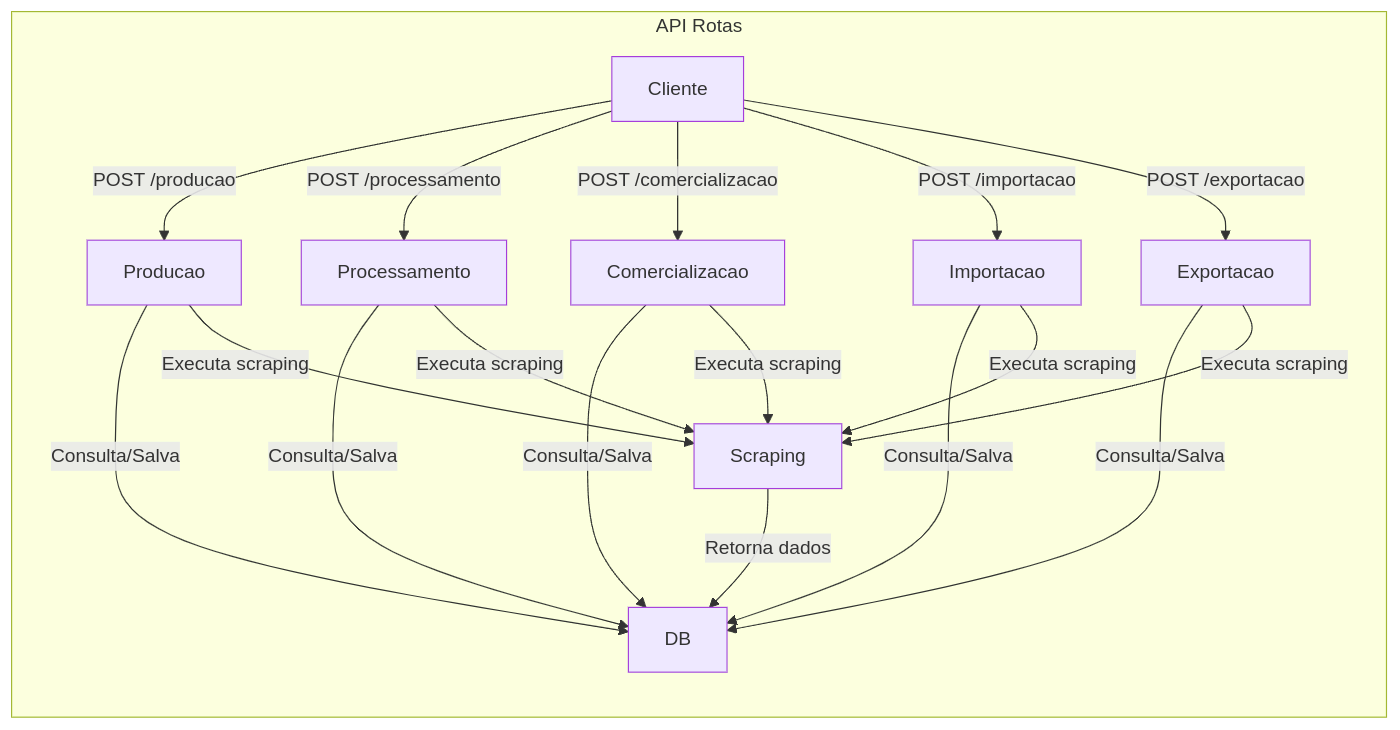 API Rotas
Cliente
POST /producao
POST /processamento
POST /comercializacao
POST /importacao
POST /exportacao
Producao
Processamento
Comercializacao
Importacao
Exportacao
Executa scraping
Executa scraping
Executa scraping
Executa scraping
Executa scraping
Consulta/Salva
Consulta/Salva
Consulta/Salva
Scraping
Consulta/Salva
Consulta/Salva
Retorna dados
DB